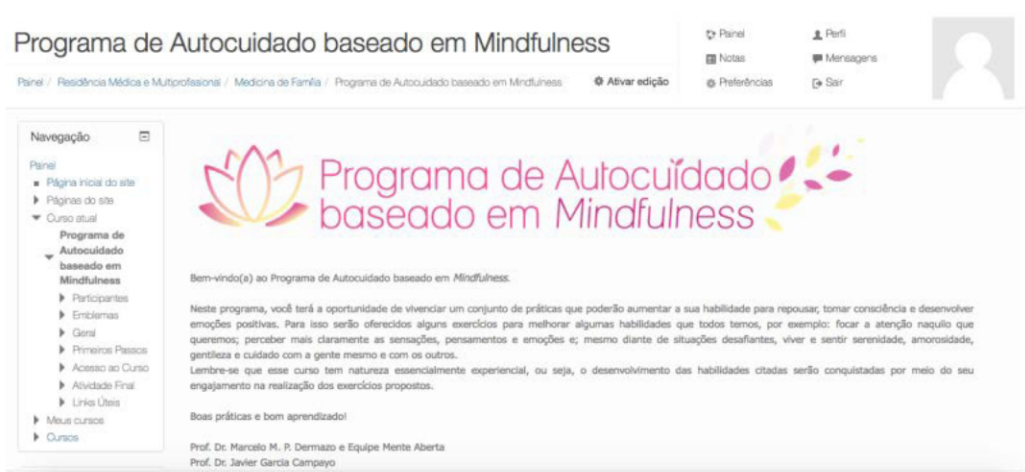 Programa de Autocuidado baseado em Mindfulness
Painel / Residência Médica e Multiprofissional / Medicina de Família / Programa de Autocuidado baseado em Mindfulness
Ativar edição
Painel
Perfil
Notas
Mensagens
Preferências
Sair
Navegação
Painel
Página inicial do site
Páginas do site
Curso atual
Programa de
Autocuidado
baseado em
Mindfulness
Participantes
Emblemas
Geral
Primeiros Passos
Acesso ao Curso
Atividade Final
Links Úteis
Meus cursos
Cursos
Programa de Autocuidado
baseado em Mindfulness
Bem-vindo(a) ao Programa de Autocuidado baseado em Mindfulness.
Neste programa, você terá a oportunidade de vivenciar um conjunto de práticas que poderão aumentar a sua habilidade para repousar, tomar consciência e desenvolver
emoções positivas. Para isso serão oferecidos alguns exercícios para melhorar algumas habilidades que todos temos, por exemplo: focar a atenção naquilo que
queremos; perceber mais claramente as sensações, pensamentos e emoções e; mesmo diante de situações desafiantes, viver e sentir serenidade, amorosidade,
gentileza e cuidado com a gente mesmo e com os outros.
Lembre-se que esse curso tem natureza essencialmente experiencial, ou seja, o desenvolvimento das habilidades citadas serão conquistadas por meio do seu
engajamento na realização dos exercícios propostos.
Boas práticas e bom aprendizado!
Prof. Dr. Marcelo M. P. Dermazo e Equipe Mente Aberta
Prof. Dr. Javier Garcia Campayo